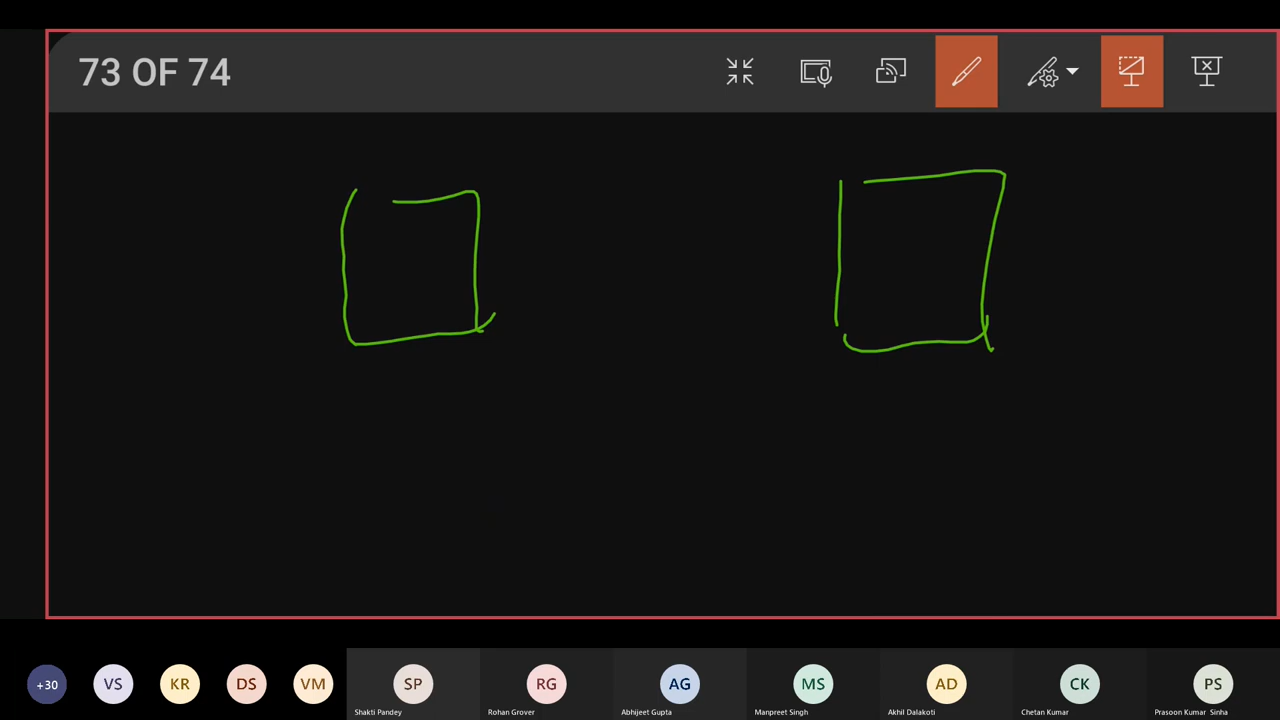 73 OF 74
+30 VS KR DS VM SP RG AG MS AD CK PS
Shakti Pandey Rohan Grover Abhijeet Gupta Manpreet Singh Akhil Dalakoti Chetan Kumar Prasoon Kumar Sinha